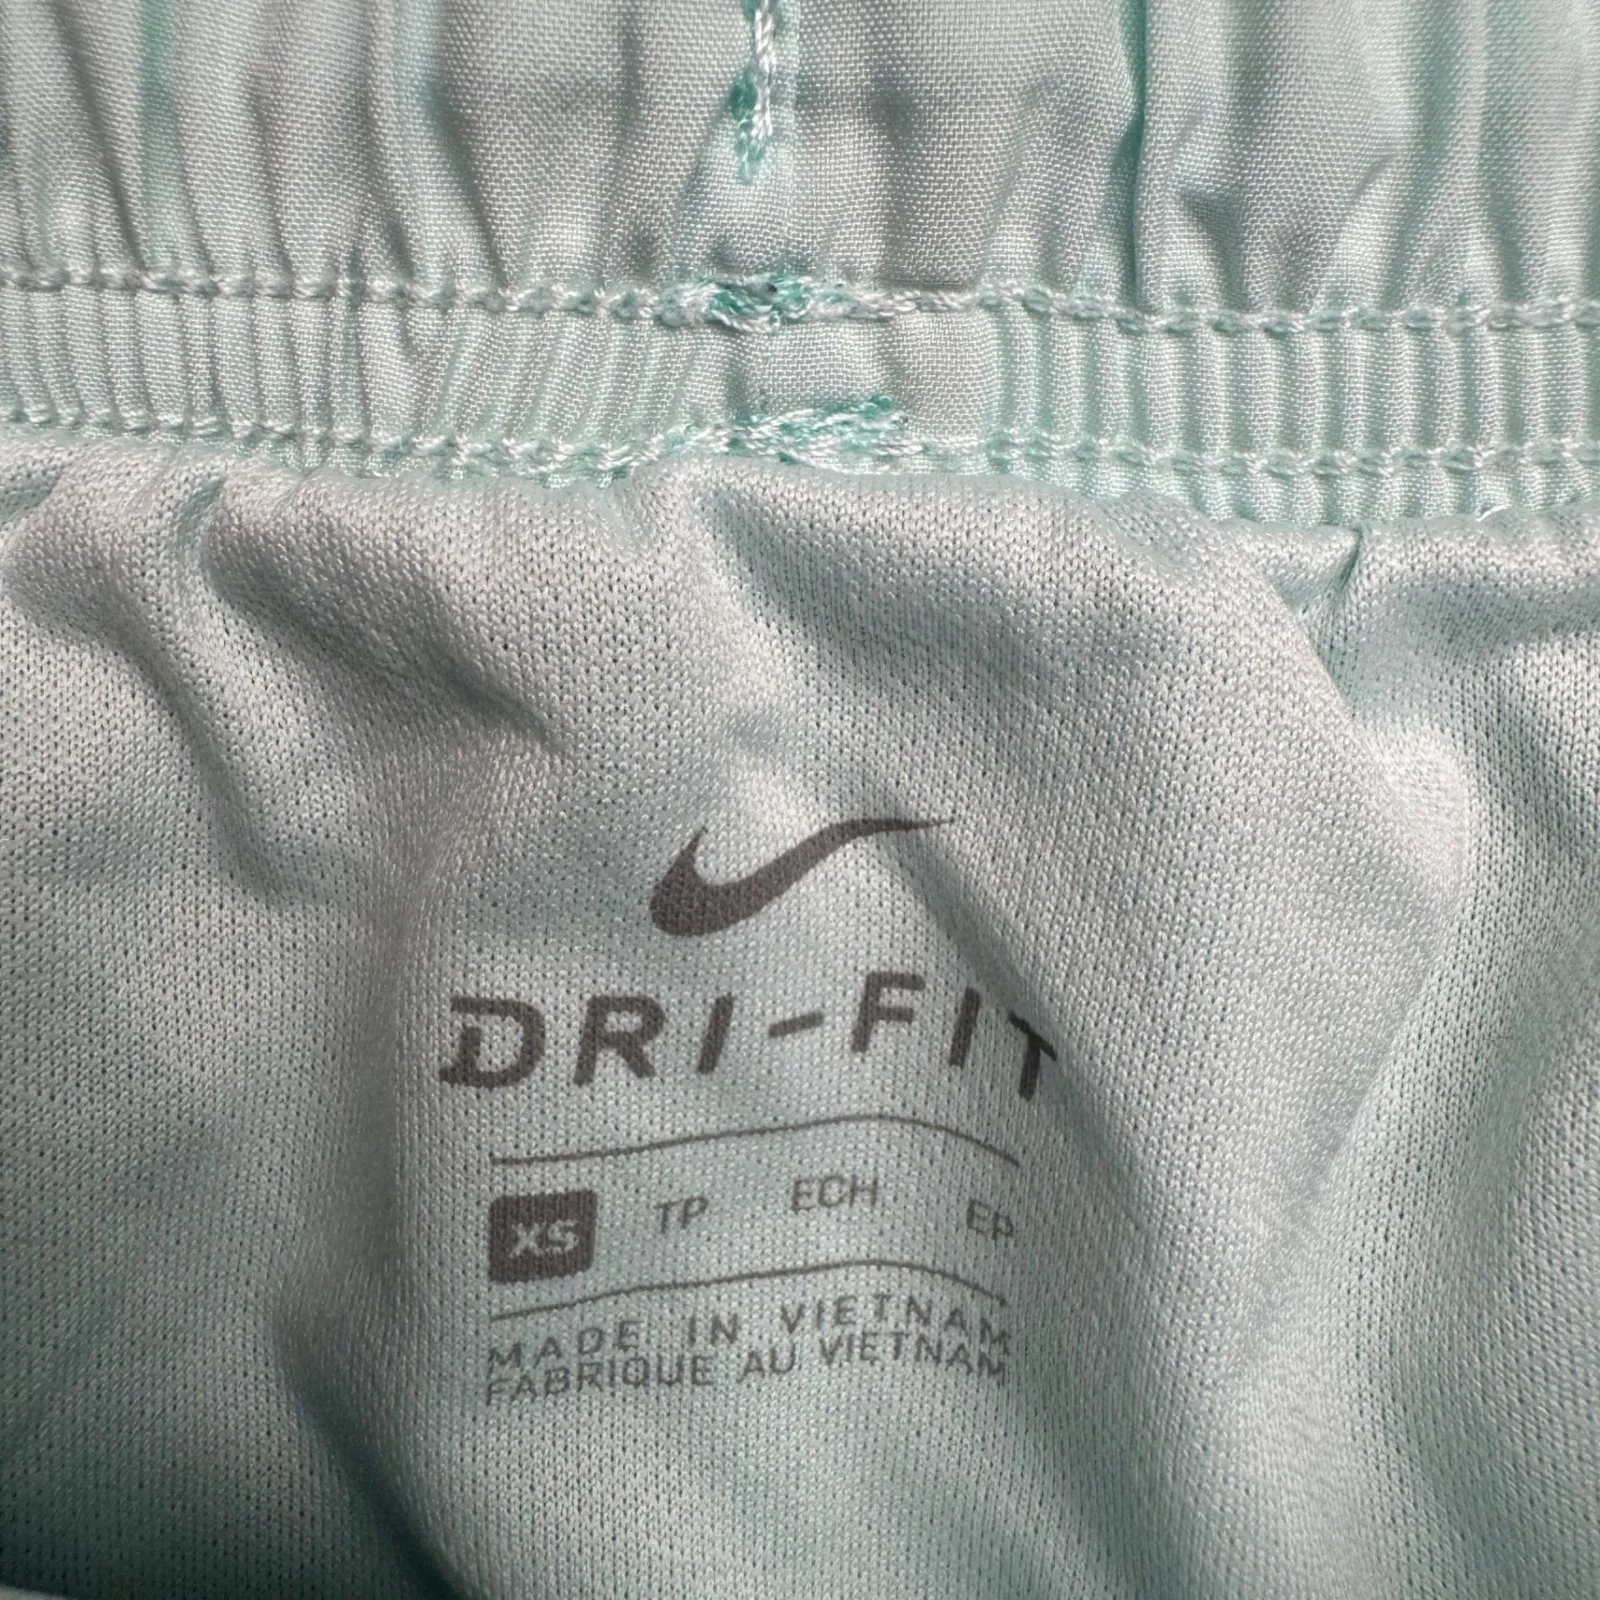 DRI-FIT
XS TP ECH EP
MADE IN VIETNAM
FABRIQUE AU VIETNAM